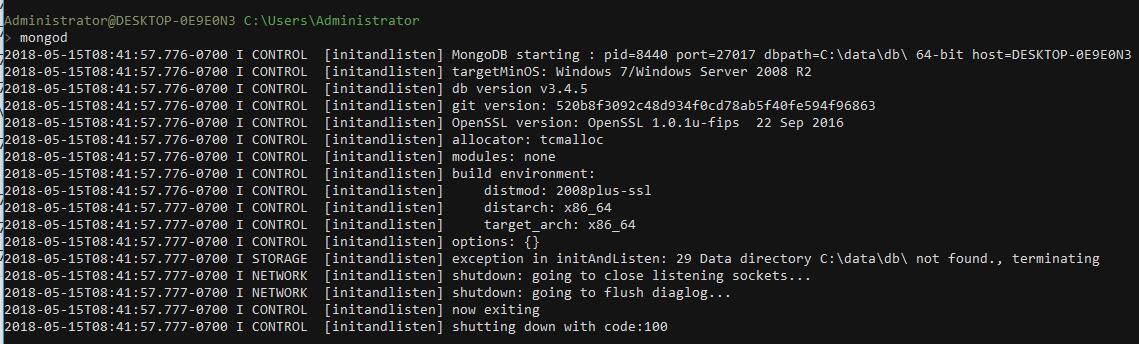 Administrator@DESKTOP-0E9E0N3 C:\Users\Administrator
> mongod
2018-05-15T08:41:57.776-0700 I CONTROL  [initandlisten] MongoDB starting : pid=8440 port=27017 dbpath=C:\data\db\ 64-bit host=DESKTOP-0E9E0N3
2018-05-15T08:41:57.776-0700 I CONTROL  [initandlisten] targetMinOS: Windows 7/Windows Server 2008 R2
2018-05-15T08:41:57.776-0700 I CONTROL  [initandlisten] db version v3.4.5
2018-05-15T08:41:57.776-0700 I CONTROL  [initandlisten] git version: 520b8f3092c48d934f0cd78ab5f40fe594f96863
2018-05-15T08:41:57.776-0700 I CONTROL  [initandlisten] OpenSSL version: OpenSSL 1.0.1u-fips  22 Sep 2016
2018-05-15T08:41:57.776-0700 I CONTROL  [initandlisten] allocator: tcmalloc
2018-05-15T08:41:57.776-0700 I CONTROL  [initandlisten] modules: none
2018-05-15T08:41:57.776-0700 I CONTROL  [initandlisten] build environment:
2018-05-15T08:41:57.776-0700 I CONTROL  [initandlisten]     distmod: 2008plus-ssl
2018-05-15T08:41:57.777-0700 I CONTROL  [initandlisten]     distarch: x86_64
2018-05-15T08:41:57.777-0700 I CONTROL  [initandlisten]     target_arch: x86_64
2018-05-15T08:41:57.777-0700 I CONTROL  [initandlisten] options: {}
2018-05-15T08:41:57.777-0700 I STORAGE  [initandlisten] exception in initAndListen: 29 Data directory C:\data\db\ not found., terminating
2018-05-15T08:41:57.777-0700 I NETWORK  [initandlisten] shutdown: going to close listening sockets...
2018-05-15T08:41:57.777-0700 I NETWORK  [initandlisten] shutdown: going to flush diaglog...
2018-05-15T08:41:57.777-0700 I CONTROL  [initandlisten] now exiting
2018-05-15T08:41:57.777-0700 I CONTROL  [initandlisten] shutting down with code:100